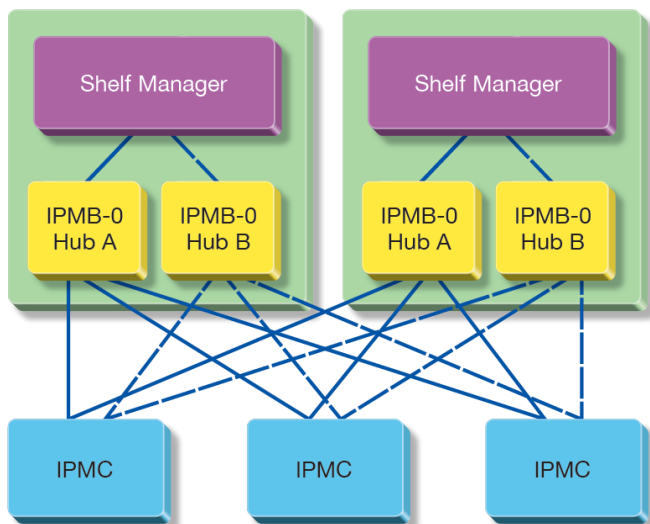 Shelf Manager
Shelf Manager
IPMB-0
Hub A
IPMB-0
Hub B
IPMB-0
Hub A
IPMB-0
Hub B
IPMC
IPMC
IPMC